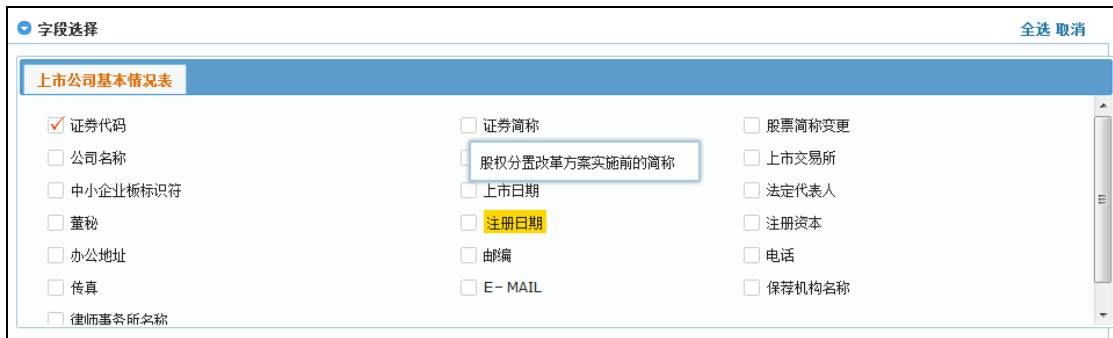 字段选择
全选 取消
上市公司基本情况表
证券代码
证券简称
股票简称变更
公司名称
股权分置改革方案实施前的简称
上市交易所
中小企业板标识符
上市日期
法定代表人
董秘
注册日期
注册资本
办公地址
邮编
电话
传真
E-MAIL
保荐机构名称
律师事务所名称